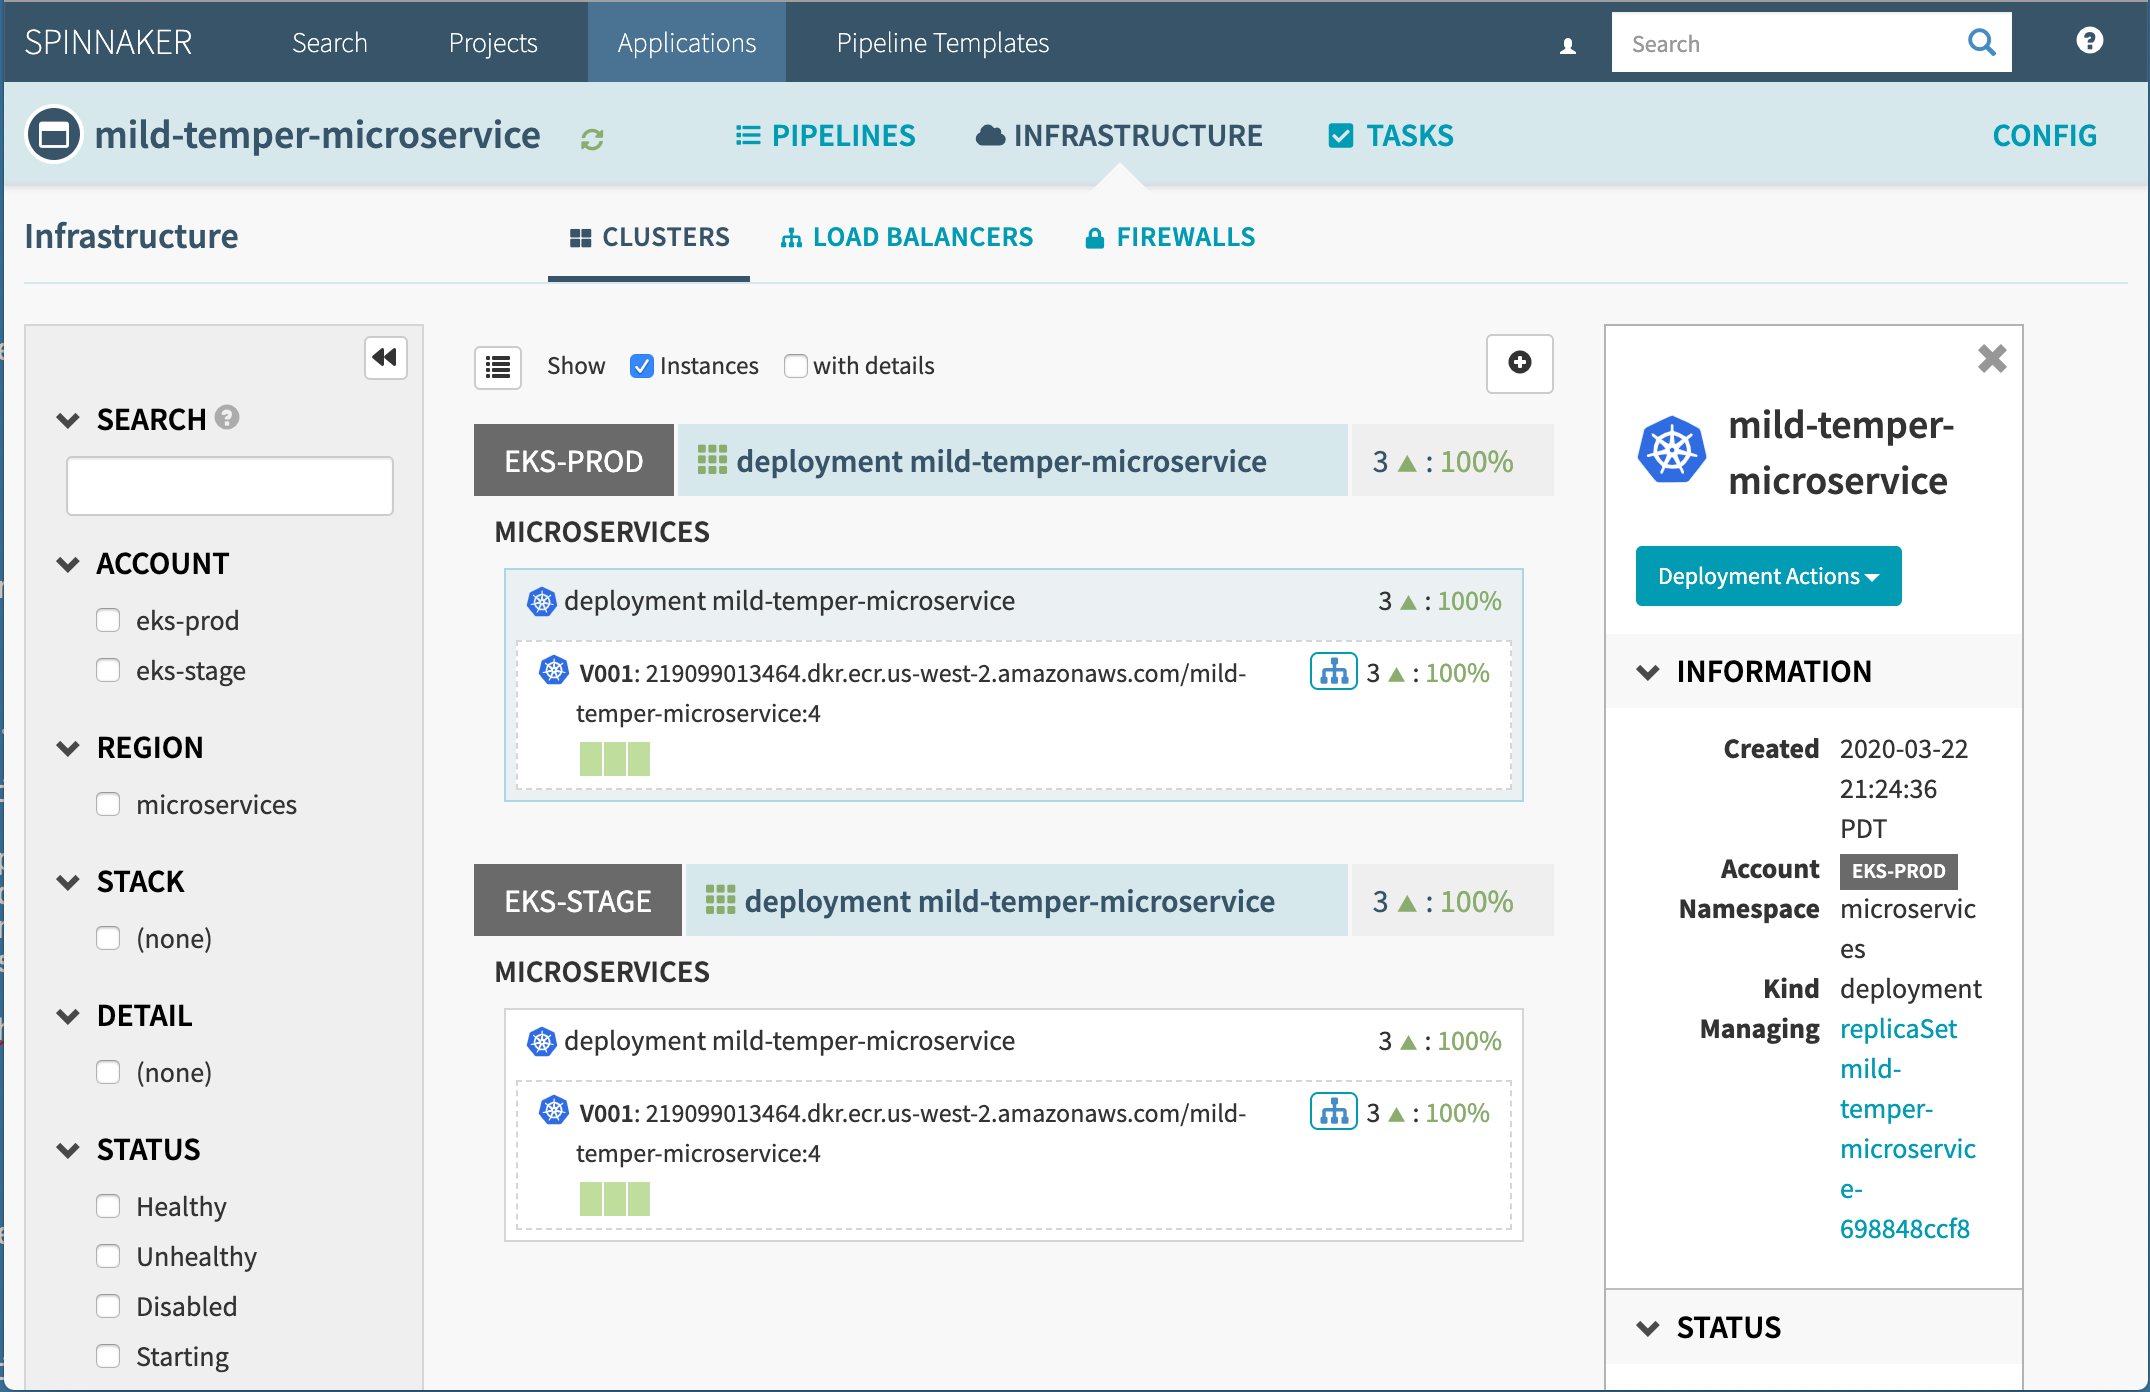 SPINNAKER Search Projects Applications Pipeline Templates Search
mild-temper-microservice PIPELINES INFRASTRUCTURE TASKS CONFIG
Infrastructure CLUSTERS LOAD BALANCERS FIREWALLS
SEARCH
ACCOUNT
eks-prod
eks-stage
REGION
microservices
STACK
(none)
DETAIL
(none)
STATUS
Healthy
Unhealthy
Disabled
Starting
Show Instances with details
EKS-PROD deployment mild-temper-microservice 3 ▲ : 100%
MICROSERVICES
deployment mild-temper-microservice 3 ▲ : 100%
V001: 219099013464.dkr.ecr.us-west-2.amazonaws.com/mild- 3 ▲ : 100%
temper-microservice:4
EKS-STAGE deployment mild-temper-microservice 3 ▲ : 100%
MICROSERVICES
deployment mild-temper-microservice 3 ▲ : 100%
V001: 219099013464.dkr.ecr.us-west-2.amazonaws.com/mild- 3 ▲ : 100%
temper-microservice:4
mild-temper-
microservice
Deployment Actions
INFORMATION
Created 2020-03-22
21:24:36
PDT
Account EKS-PROD
Namespace microservic
es
Kind deployment
Managing replicaSet
mild-
temper-
microservic
e-
698848ccf8
STATUS